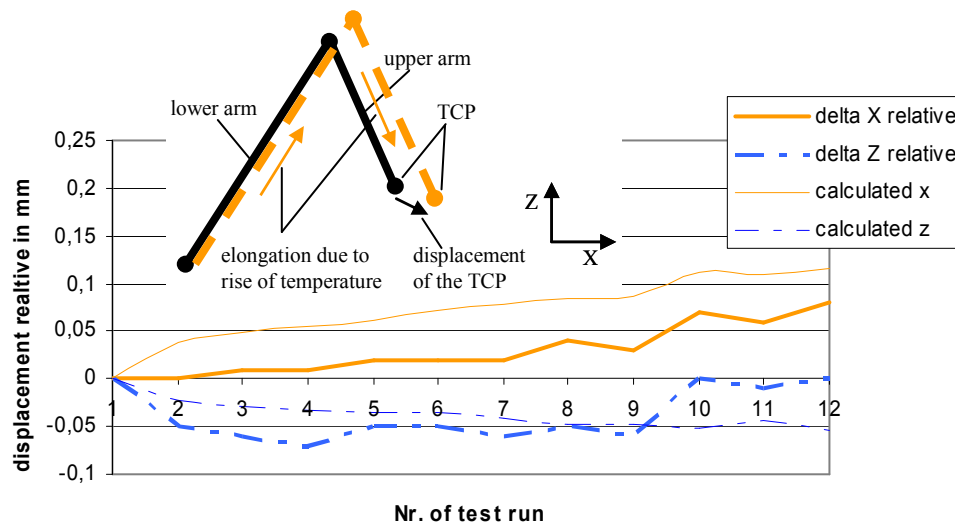 upper arm
lower arm
TCP
elongation due to
rise of temperature
displacement
of the TCP
Z
X
delta X relative
delta Z relative
calculated x
calculated z
displacement realtive in mm
0,25
0,2
0,15
0,1
0,05
0
-0,05
-0,1
1 2 3 4 5 6 7 8 9 10 11 12
Nr. of test run